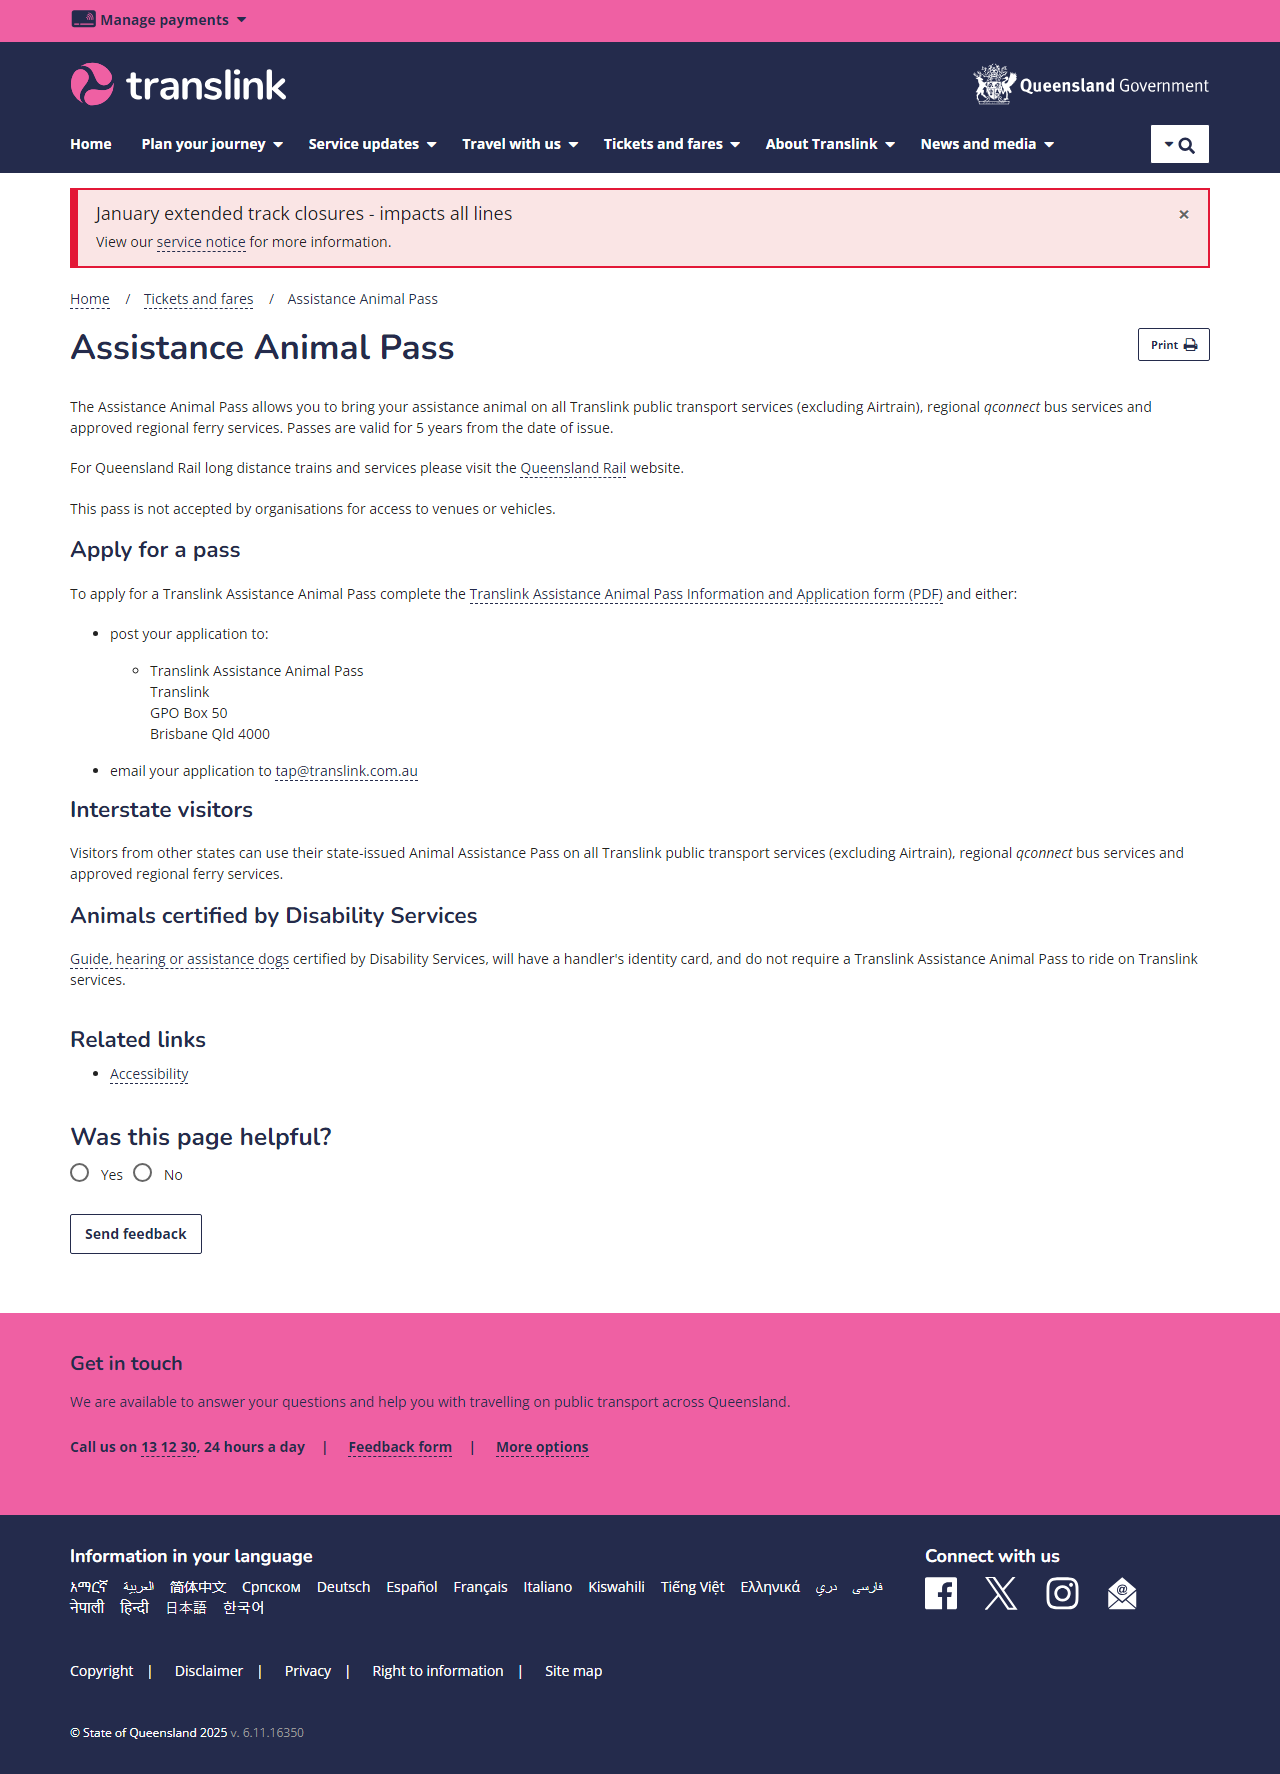 Manage payments
translink
Queensland Government
Home Plan your journey Service updates Travel with us Tickets and fares About Translink News and media
January extended track closures - impacts all lines ×
View our service notice for more information.
Home / Tickets and fares / Assistance Animal Pass
Assistance Animal Pass
Print
The Assistance Animal Pass allows you to bring your assistance animal on all Translink public transport services (excluding Airtrain), regional qconnect bus services and
approved regional ferry services. Passes are valid for 5 years from the date of issue.
For Queensland Rail long distance trains and services please visit the Queensland Rail website.
This pass is not accepted by organisations for access to venues or vehicles.
Apply for a pass
To apply for a Translink Assistance Animal Pass complete the Translink Assistance Animal Pass Information and Application form (PDF) and either:
• post your application to:
◦ Translink Assistance Animal Pass
Translink
GPO Box 50
Brisbane Qld 4000
• email your application to tap@translink.com.au
Interstate visitors
Visitors from other states can use their state-issued Animal Assistance Pass on all Translink public transport services (excluding Airtrain), regional qconnect bus services and
approved regional ferry services.
Animals certified by Disability Services
Guide, hearing or assistance dogs certified by Disability Services, will have a handler's identity card, and do not require a Translink Assistance Animal Pass to ride on Translink
services.
Related links
• Accessibility
Was this page helpful?
Yes No
Send feedback
Get in touch
We are available to answer your questions and help you with travelling on public transport across Queensland.
Call us on 13 12 30, 24 hours a day | Feedback form | More options
Information in your language
አማርኛ العربية 简体中文 Српском Deutsch Español Français Italiano Kiswahili Tiếng Việt Ελληνικά دری فارسی
नेपाली हिन्दी 日本語 한국어
Connect with us
Copyright | Disclaimer | Privacy | Right to information | Site map
© State of Queensland 2025 v. 6.11.16350